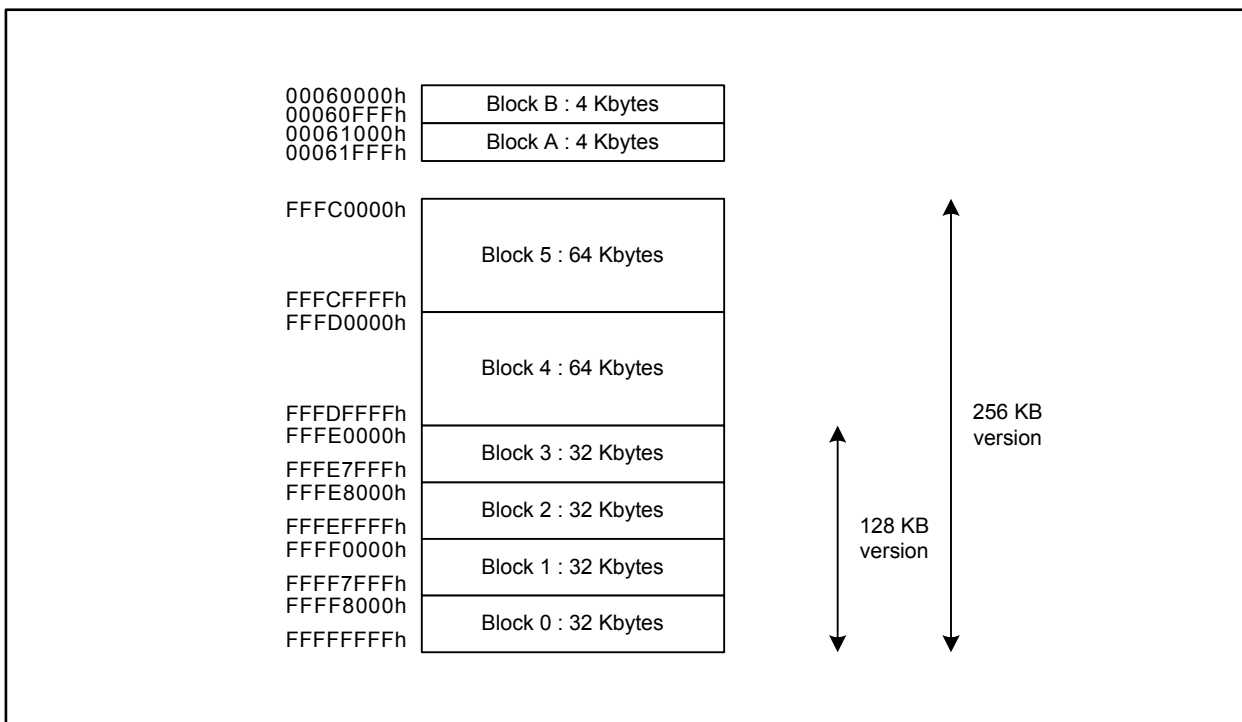 00060000h
Block B : 4 Kbytes
00060FFFh
00061000h
Block A : 4 Kbytes
00061FFFh
FFFC0000h
Block 5 : 64 Kbytes
FFFCFFFFh
FFFD0000h
Block 4 : 64 Kbytes
FFFDFFFFh
FFFE0000h
Block 3 : 32 Kbytes
FFFE7FFFh
FFFE8000h
Block 2 : 32 Kbytes
FFFEFFFFh
FFFF0000h
Block 1 : 32 Kbytes
FFFF7FFFh
FFFF8000h
Block 0 : 32 Kbytes
FFFFFFFFh
128 KB
version
256 KB
version